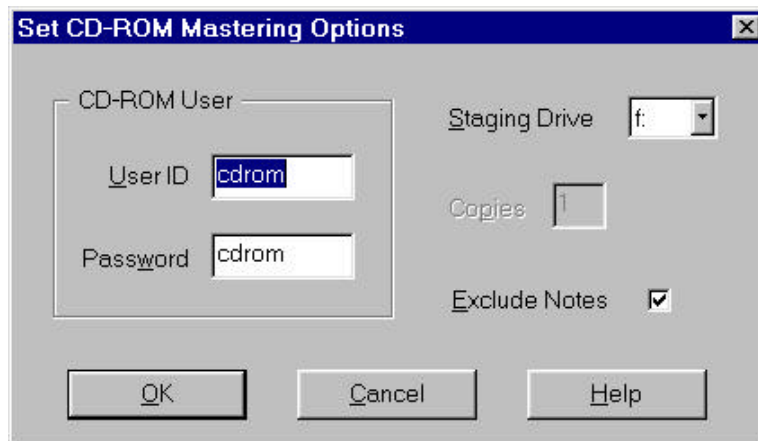 Set CD-ROM Mastering Options
CD-ROM User
User ID cdrom
Password cdrom
Staging Drive f:
Copies 1
Exclude Notes
OK Cancel Help